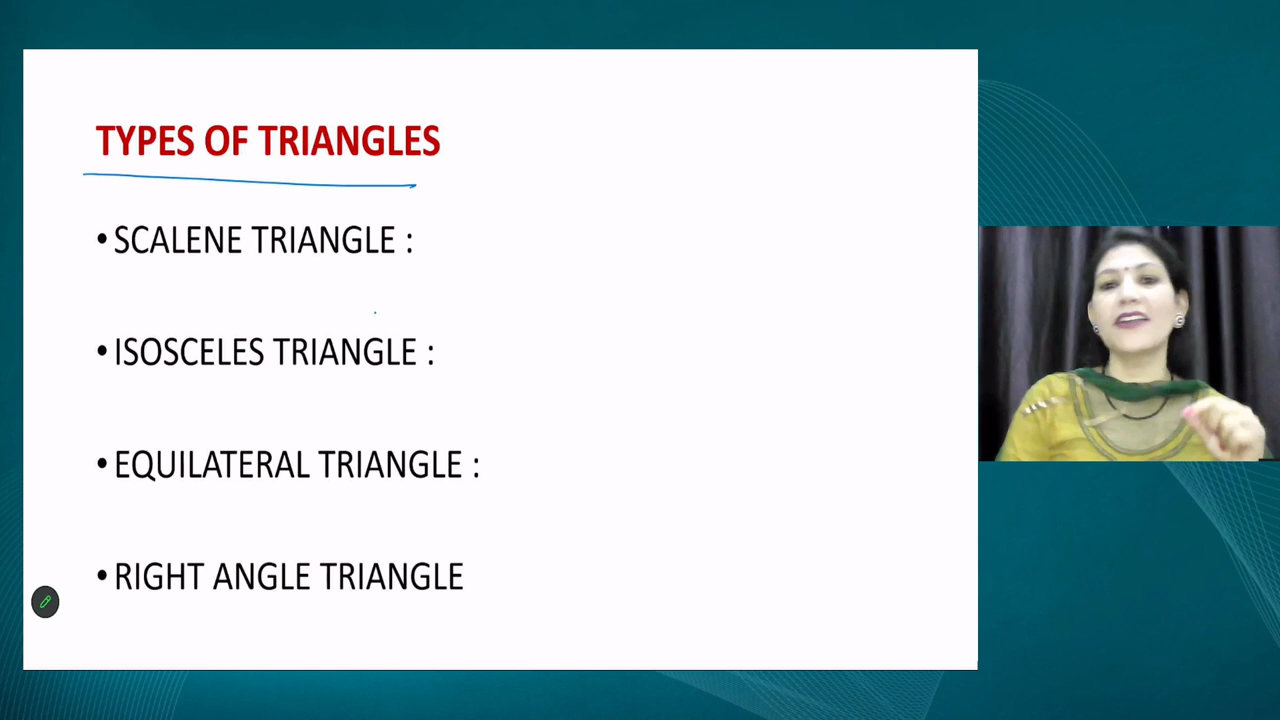 TYPES OF TRIANGLES
• SCALENE TRIANGLE :
• ISOSCELES TRIANGLE :
• EQUILATERAL TRIANGLE :
• RIGHT ANGLE TRIANGLE